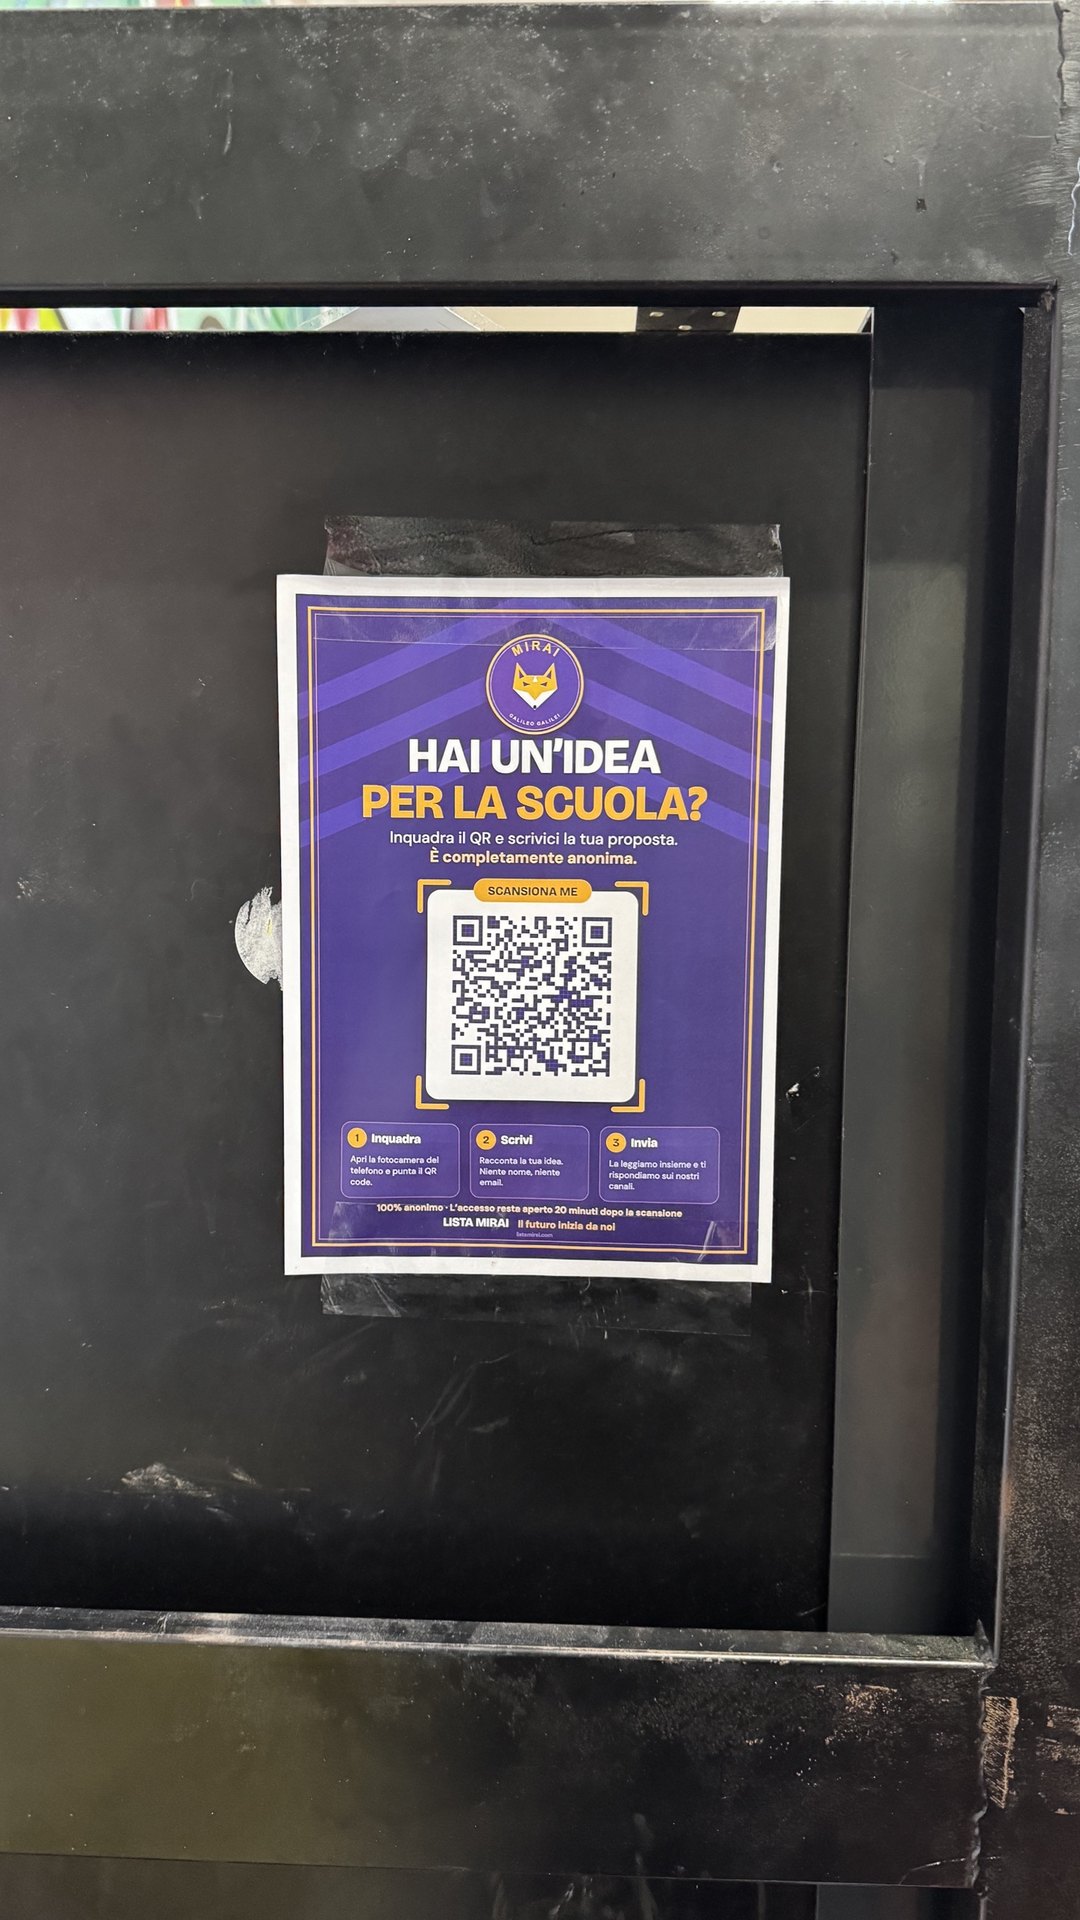 MIRAI
GALILEO GALILEI
HAI UN'IDEA
PER LA SCUOLA?
Inquadra il QR e scrivici la tua proposta.
È completamente anonima.
SCANSIONA ME
1 Inquadra
Apri la fotocamera del
telefono e punta il QR
code.
2 Scrivi
Racconta la tua idea.
Niente nome, niente
email.
3 Invia
La leggiamo insieme e ti
rispondiamo sui nostri
canali.
100% anonimo · L'accesso resta aperto 20 minuti dopo la scansione
LISTA MIRAI Il futuro inizia da noi
listamirai.com